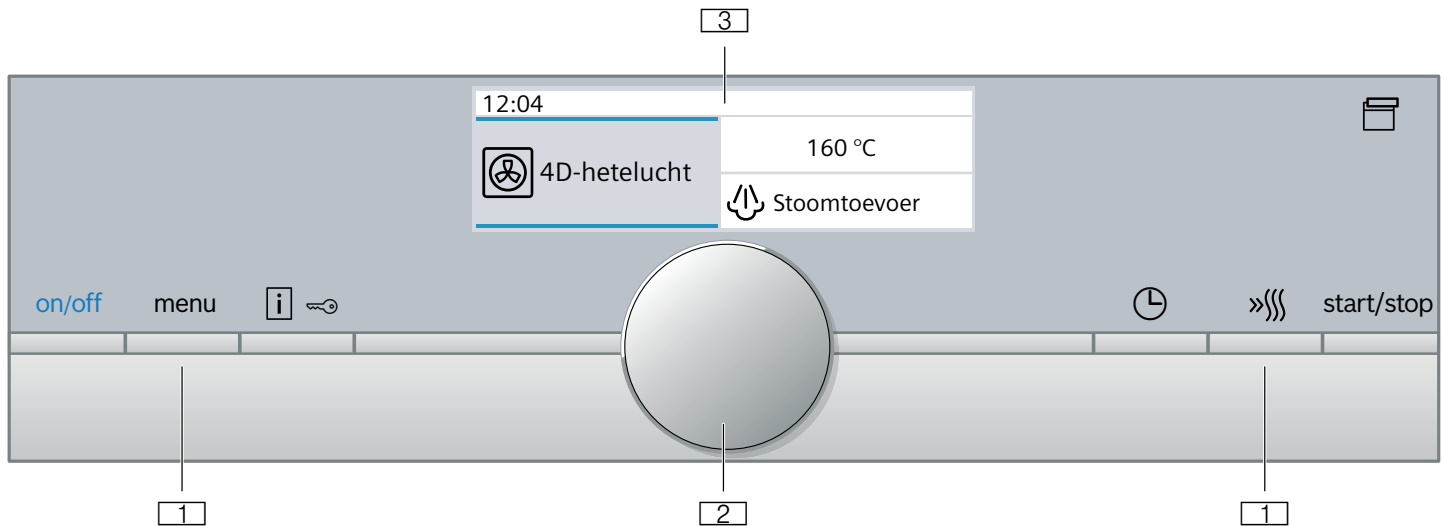 3
12:04
4D-hetelucht
160 °C
Stoomtoevoer
on/off menu i start/stop
1 2 1